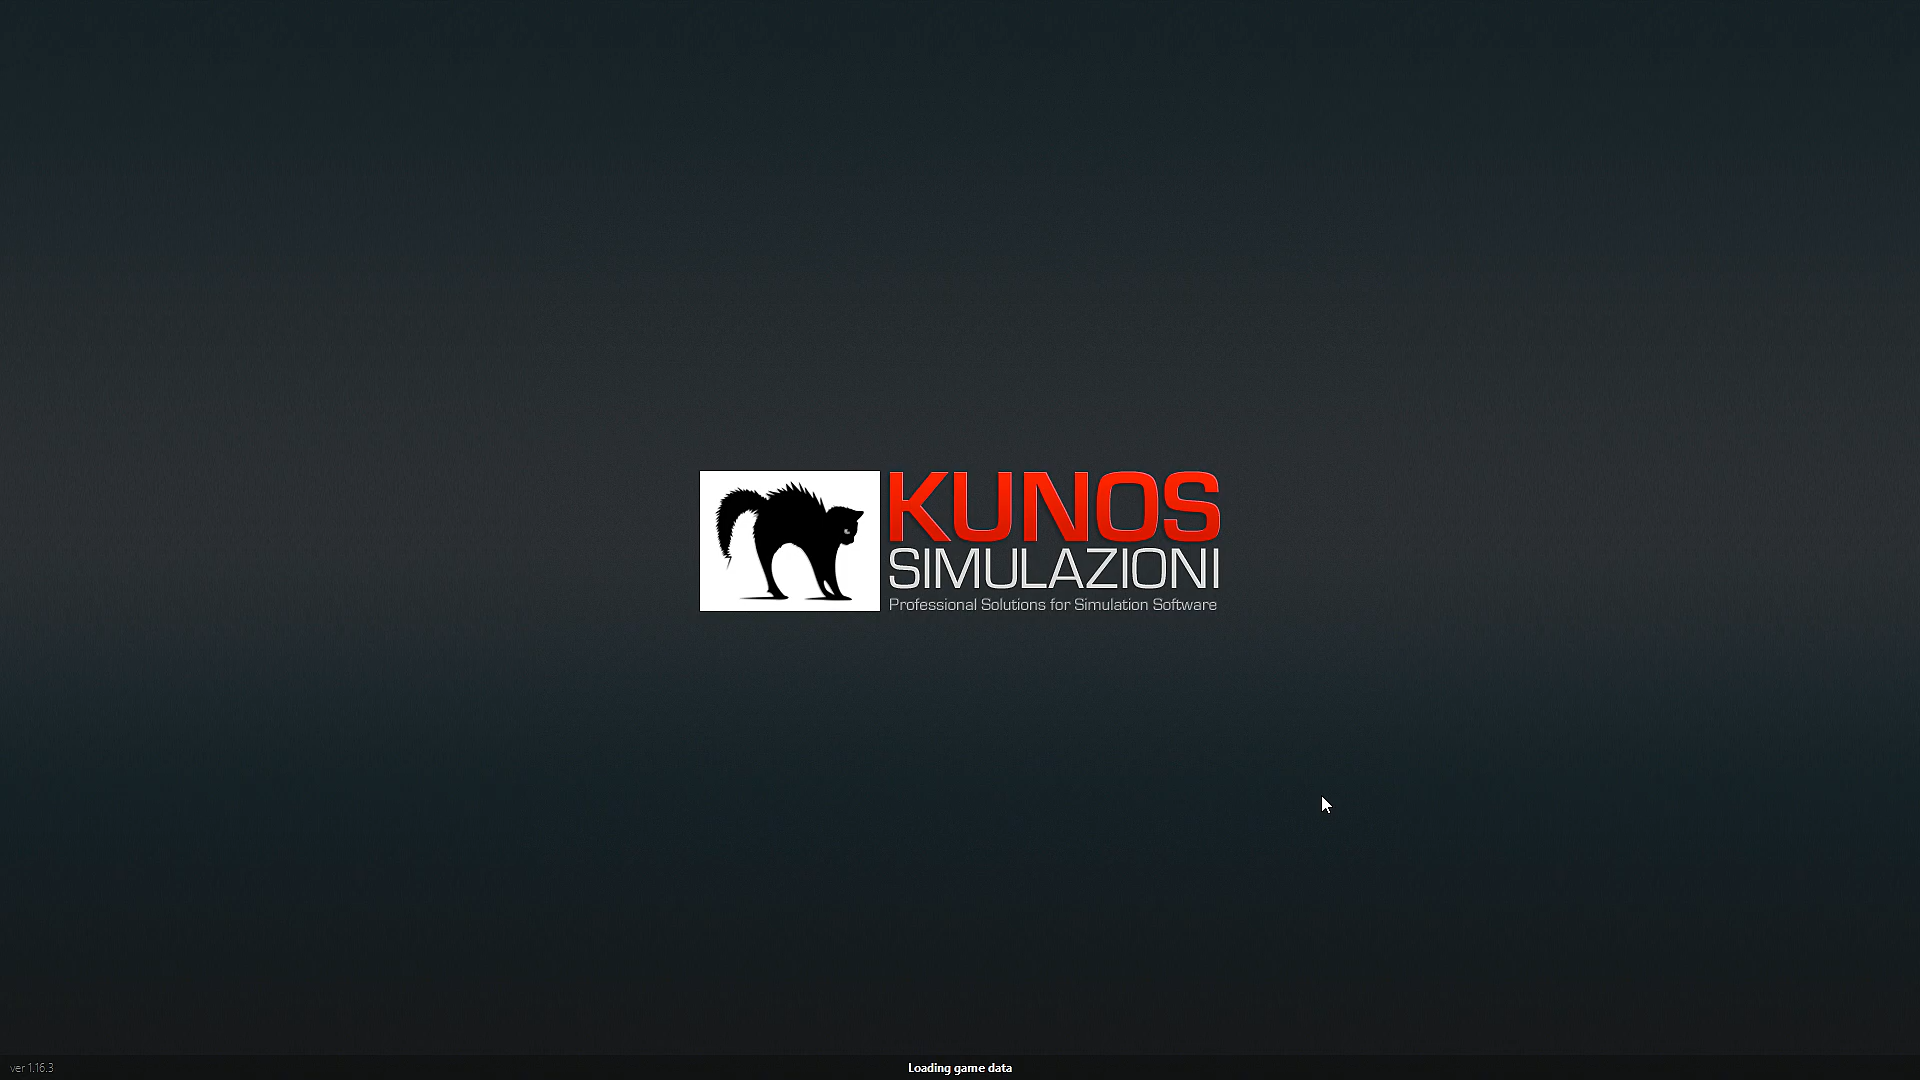 KUNOS
SIMULAZIONI
Professional Solutions for Simulation Software
ver 1.16.3
Loading game data